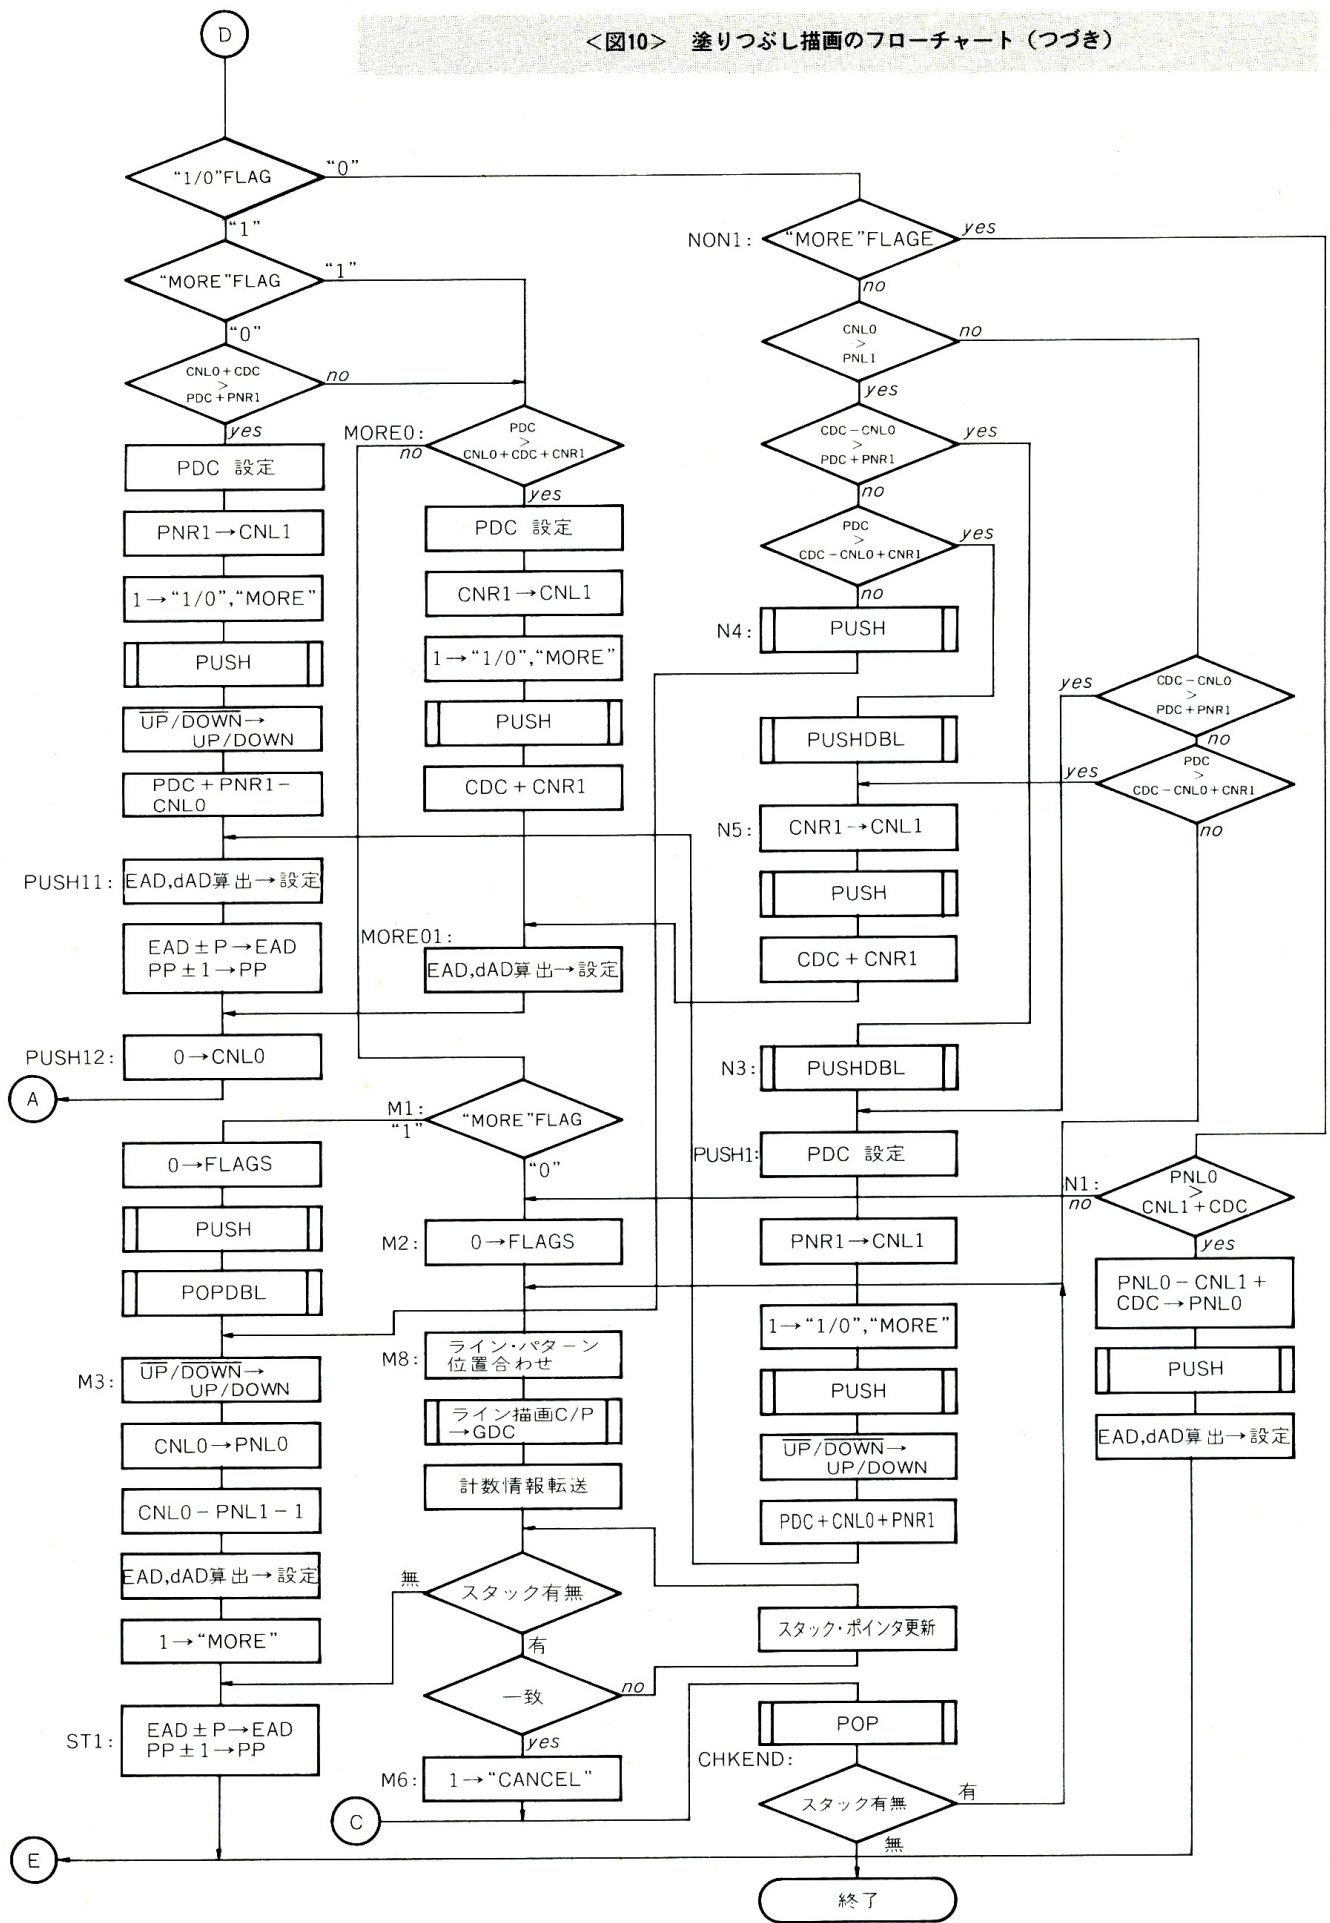 <図10> 塗りつぶし描画のフローチャート(つづき)
D
“1/0”FLAG
“0”
“1”
“MORE”FLAG
“1”
“0”
CNL0+CDC
>
PDC+PNR1
no
yes
PDC 設定
PNR1→CNL1
1→“1/0”,“MORE”
PUSH
UP/DOWN→
UP/DOWN
PDC+PNR1-
CNL0
PUSH11:
EAD,dAD算出→設定
EAD±P→EAD
PP±1→PP
PUSH12:
0→CNL0
A
MORE0:
no
PDC
>
CNL0+CDC+CNR1
yes
PDC 設定
CNR1→CNL1
1→“1/0”,“MORE”
PUSH
CDC+CNR1
MORE01:
EAD,dAD算出→設定
M1:
“1”
“MORE”FLAG
“0”
0→FLAGS
PUSH
POPDBL
M3:
UP/DOWN→
UP/DOWN
CNL0→PNL0
CNL0-PNL1-1
EAD,dAD算出→設定
1→“MORE”
ST1:
EAD±P→EAD
PP±1→PP
E
M2:
0→FLAGS
M8:
ライン・パターン
位置合わせ
ライン描画C/P
→GDC
計数情報転送
無
スタック有無
有
一致
no
yes
M6:
1→“CANCEL”
C
NON1:
“MORE”FLAGE
yes
no
CNL0
>
PNL1
no
yes
CDC-CNL0
>
PDC+PNR1
yes
no
PDC
>
CDC-CNL0+CNR1
yes
no
N4:
PUSH
PUSHDBL
N5:
CNR1→CNL1
PUSH
CDC+CNR1
N3:
PUSHDBL
PUSH1:
PDC 設定
PNR1→CNL1
1→“1/0”,“MORE”
PUSH
UP/DOWN→
UP/DOWN
PDC+CNL0+PNR1
スタック・ポインタ更新
POP
CHKEND:
スタック有無
有
無
終了
yes
CDC-CNL0
>
PDC+PNR1
no
yes
PDC
>
CDC-CNL0+CNR1
no
N1:
no
PNL0
>
CNL1+CDC
yes
PNL0-CNL1+
CDC→PNL0
PUSH
EAD,dAD算出→設定